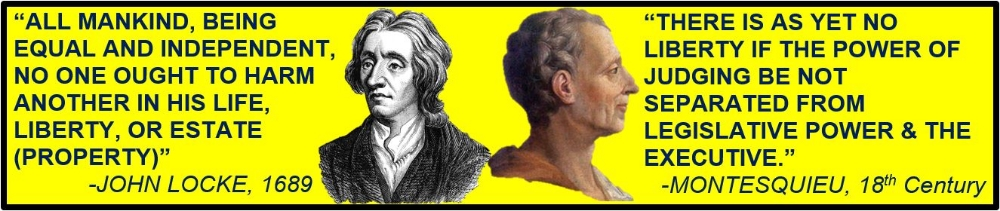 “ALL MANKIND, BEING
EQUAL AND INDEPENDENT,
NO ONE OUGHT TO HARM
ANOTHER IN HIS LIFE,
LIBERTY, OR ESTATE
(PROPERTY)”
-JOHN LOCKE, 1689
“THERE IS AS YET NO
LIBERTY IF THE POWER OF
JUDGING BE NOT
SEPARATED FROM
LEGISLATIVE POWER & THE
EXECUTIVE.”
-MONTESQUIEU, 18th Century